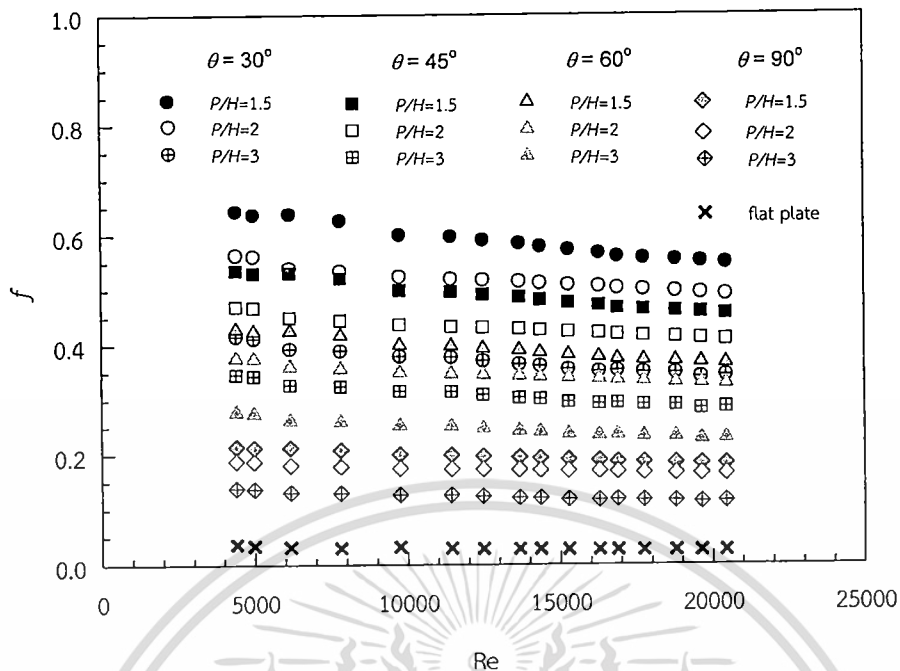 1.0
θ = 30° θ = 45° θ = 60° θ = 90°
P/H=1.5 P/H=1.5 P/H=1.5 P/H=1.5
0.8
P/H=2 P/H=2 P/H=2 P/H=2
P/H=3 P/H=3 P/H=3 P/H=3
flat plate
0.6
f
0.4
0.2
0.0
0 5000 10000 15000 20000 25000
Re